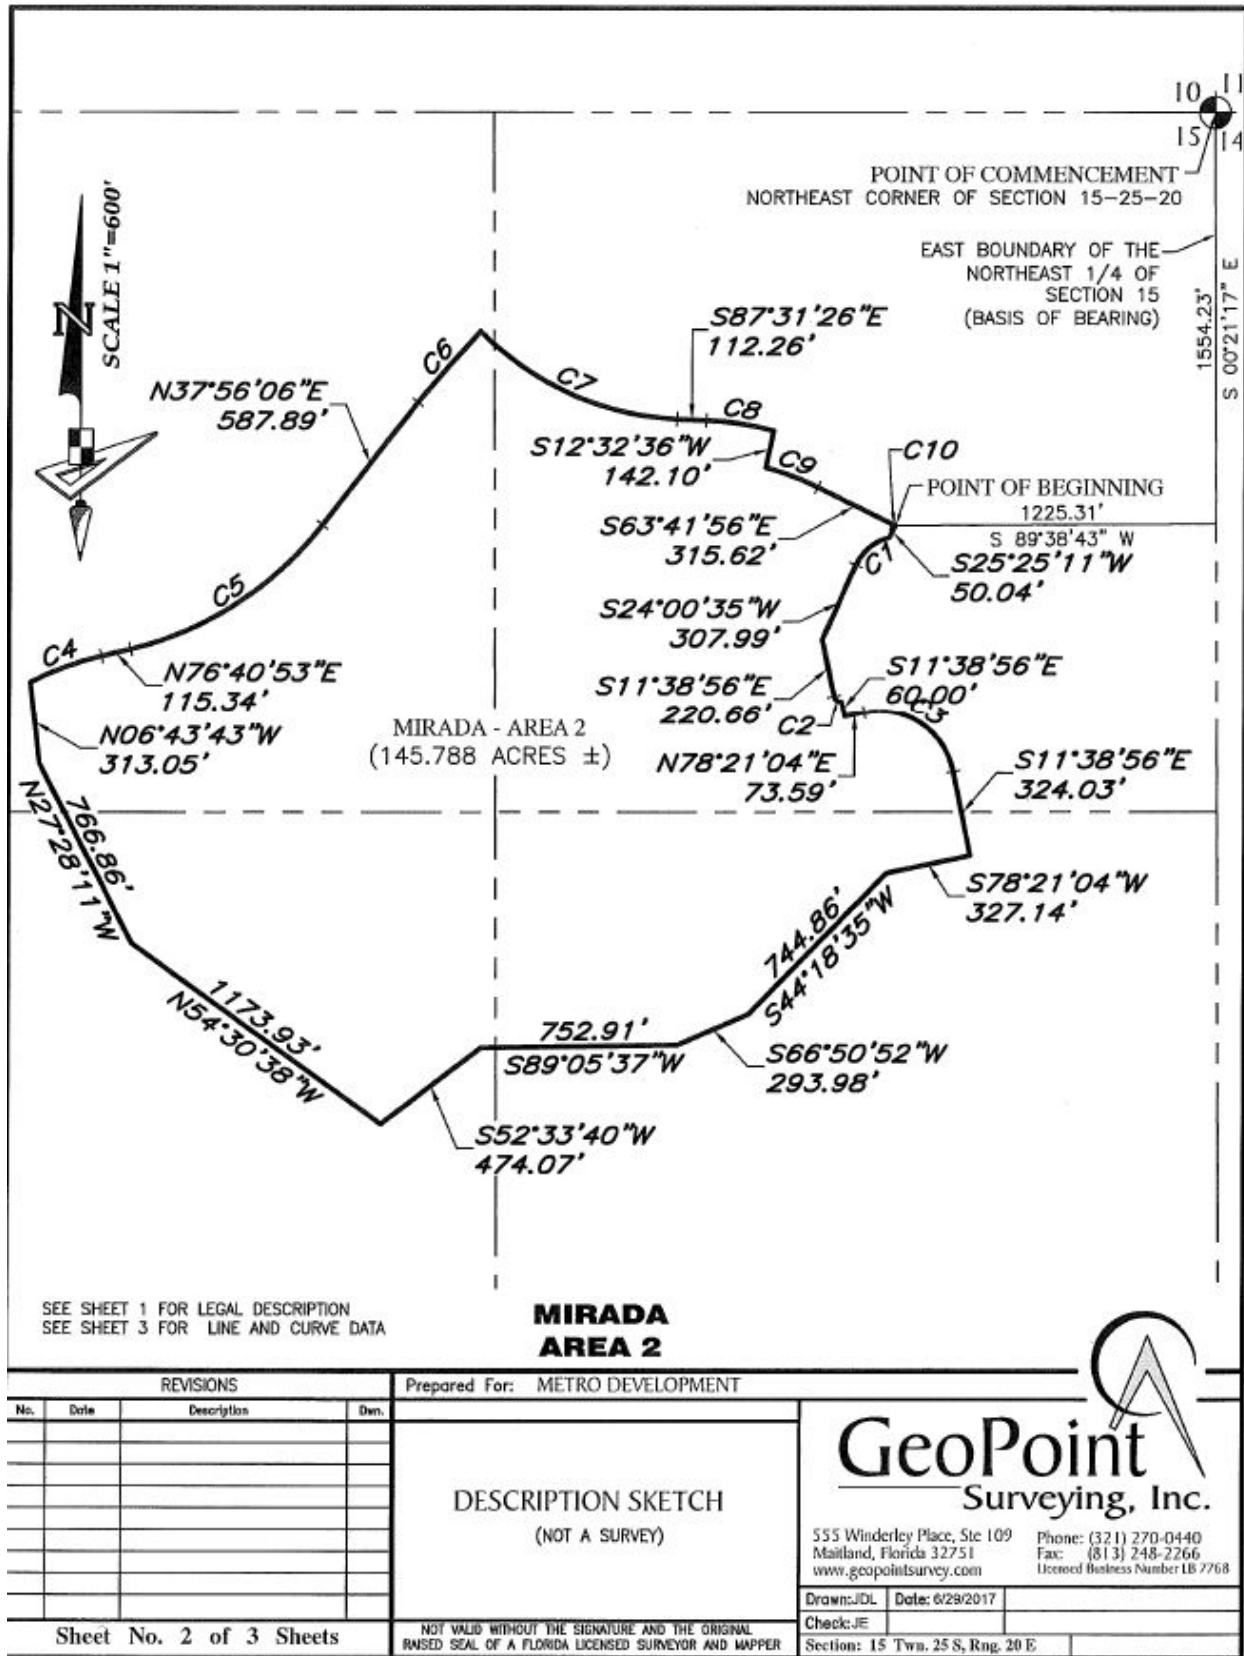 10 11
15 14
POINT OF COMMENCEMENT
NORTHEAST CORNER OF SECTION 15-25-20
EAST BOUNDARY OF THE
NORTHEAST 1/4 OF
SECTION 15
(BASIS OF BEARING)
1554.23'
S 00°21'17" E
N
SCALE 1"=600'
S87°31'26"E
112.26'
C6
C7
C8
N37°56'06"E
587.89'
S12°32'36"W
142.10'
C9
C10
POINT OF BEGINNING
1225.31'
S 89°38'43" W
S63°41'56"E
315.62'
C1
S25°25'11"W
50.04'
C5
S24°00'35"W
307.99'
C4
N76°40'53"E
115.34'
S11°38'56"E
220.66'
S11°38'56"E
60.00'
C2
C3
N06°43'43"W
313.05'
MIRADA - AREA 2
(145.788 ACRES ±)
N78°21'04"E
73.59'
S11°38'56"E
324.03'
766.86'
N27°28'11"W
S78°21'04"W
327.14'
744.86'
S44°18'35"W
1173.93'
N54°30'38"W
752.91'
S89°05'37"W
S66°50'52"W
293.98'
S52°33'40"W
474.07'
SEE SHEET 1 FOR LEGAL DESCRIPTION
SEE SHEET 3 FOR LINE AND CURVE DATA
MIRADA
AREA 2
REVISIONS
No. Date Description Dwn.
Sheet No. 2 of 3 Sheets
Prepared For: METRO DEVELOPMENT
DESCRIPTION SKETCH
(NOT A SURVEY)
NOT VALID WITHOUT THE SIGNATURE AND THE ORIGINAL
RAISED SEAL OF A FLORIDA LICENSED SURVEYOR AND MAPPER
GeoPoint
Surveying, Inc.
555 Winderley Place, Ste 109
Maitland, Florida 32751
www.geopointsurvey.com
Phone: (321) 270-0440
Fax: (813) 248-2266
Licensed Business Number LB 7768
Drawn:JDL Date: 6/29/2017
Check:JE
Section: 15 Twn. 25 S, Rng. 20 E